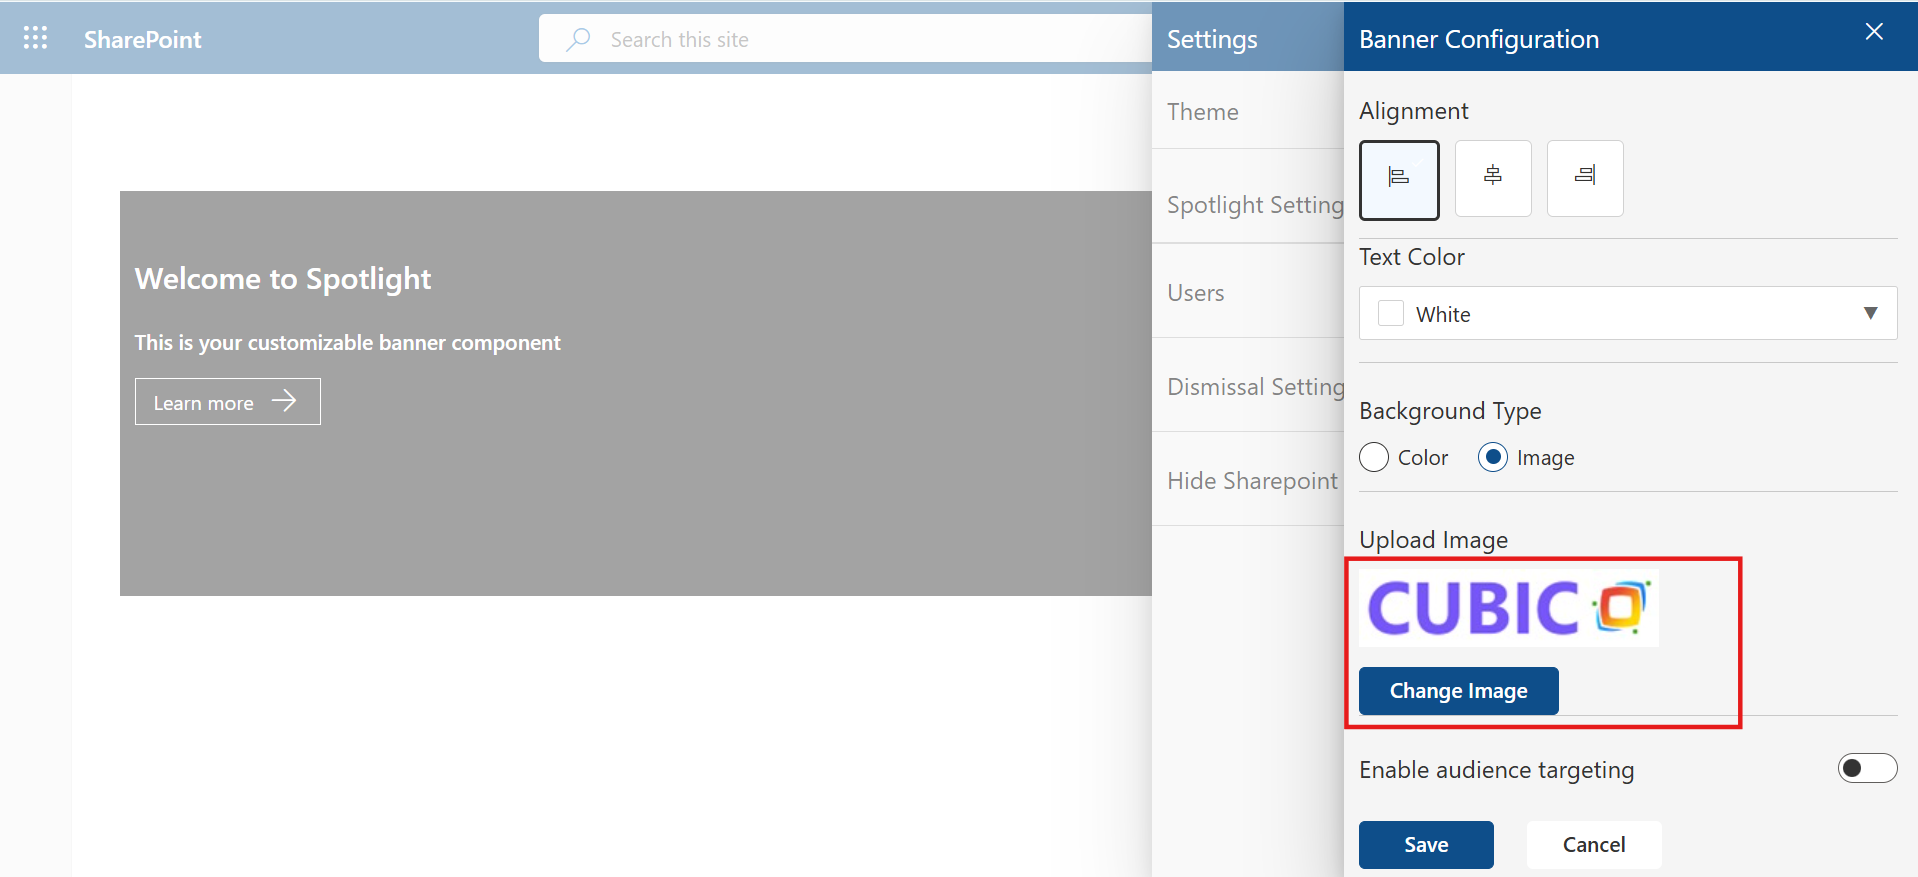 SharePoint
Search this site
Settings
Banner Configuration
Theme
Spotlight Setting
Users
Dismissal Setting
Hide Sharepoint
Welcome to Spotlight
This is your customizable banner component
Learn more
Alignment
Text Color
White
Background Type
Color
Image
Upload Image
CUBIC
Change Image
Enable audience targeting
Save
Cancel